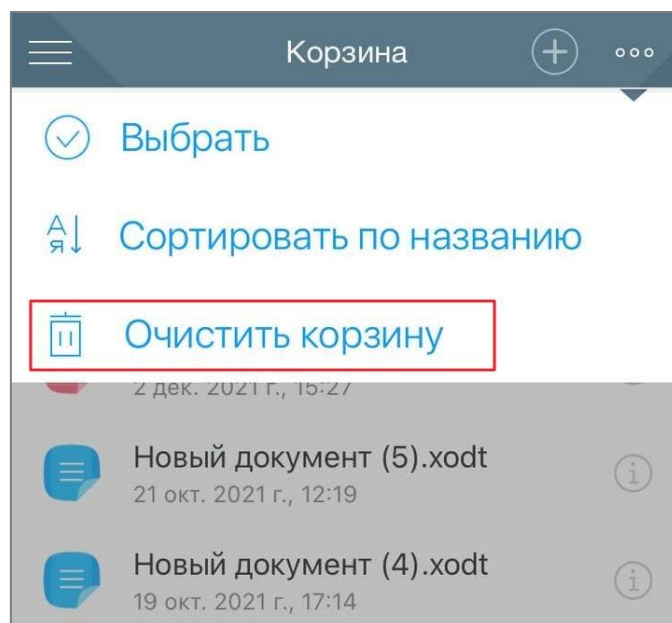 Корзина
Выбрать
Сортировать по названию
Очистить корзину
2 дек. 2021 г., 15:27
Новый документ (5).xodt
21 окт. 2021 г., 12:19
Новый документ (4).xodt
19 окт. 2021 г., 17:14